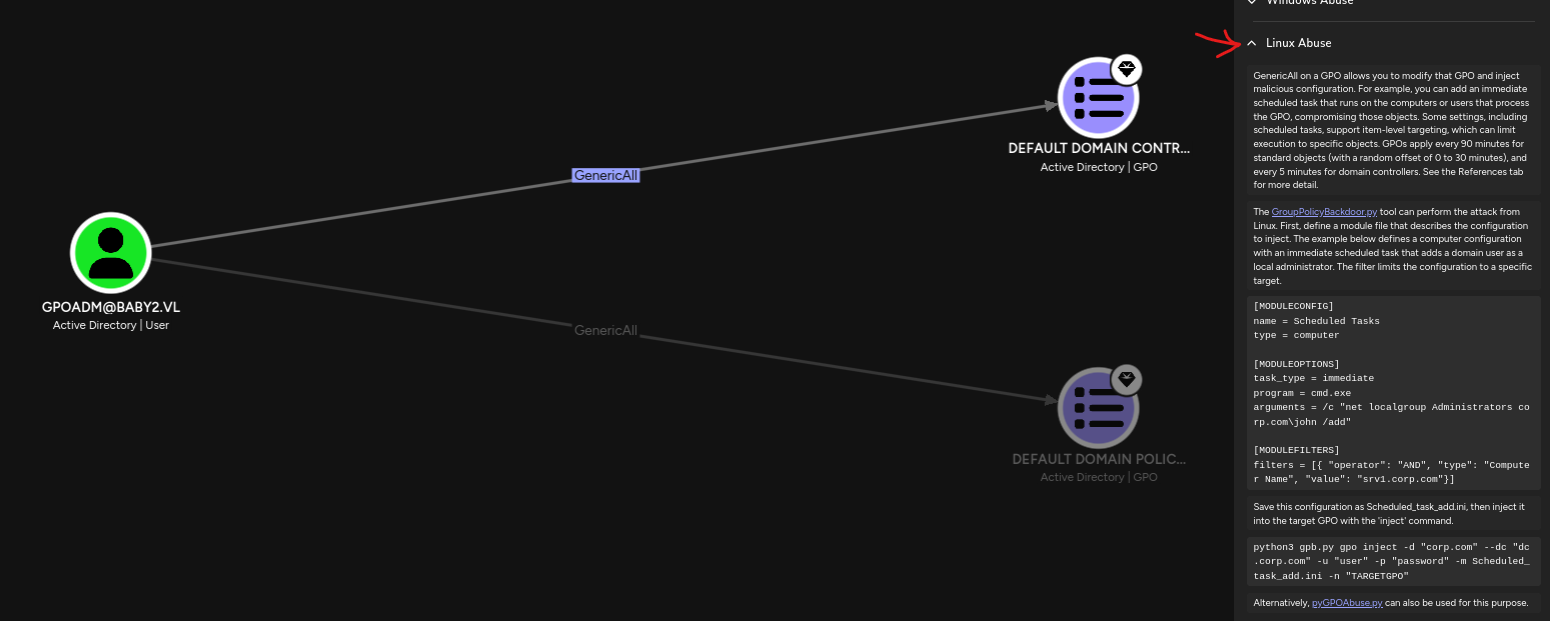 Windows Abuse
Linux Abuse
GenericAll on a GPO allows you to modify that GPO and inject
malicious configuration. For example, you can add an immediate
scheduled task that runs on the computers or users that process
the GPO, compromising those objects. Some settings, including
scheduled tasks, support item-level targeting, which can limit
execution to specific objects. GPOs apply every 90 minutes for
standard objects (with a random offset of 0 to 30 minutes), and
every 5 minutes for domain controllers. See the References tab
for more detail.
The GroupPolicyBackdoor.py tool can perform the attack from
Linux. First, define a module file that describes the configuration
to inject. The example below defines a computer configuration
with an immediate scheduled task that adds a domain user as a
local administrator. The filter limits the configuration to a specific
target.
[MODULECONFIG]
name = Scheduled Tasks
type = computer
[MODULEOPTIONS]
task_type = immediate
program = cmd.exe
arguments = /c "net localgroup Administrators co
rp.com\john /add"
[MODULEFILTERS]
filters = [{ "operator": "AND", "type": "Compute
r Name", "value": "srv1.corp.com"}]
Save this configuration as Scheduled_task_add.ini, then inject it
into the target GPO with the 'inject' command.
python3 gpb.py gpo inject -d "corp.com" --dc "dc
.corp.com" -u "user" -p "password" -m Scheduled_
task_add.ini -n "TARGETGPO"
Alternatively, pyGPOAbuse.py can also be used for this purpose.
DEFAULT DOMAIN CONTR...
Active Directory | GPO
GenericAll
GPOADM@BABY2.VL
Active Directory | User
GenericAll
DEFAULT DOMAIN POLIC...
Active Directory | GPO